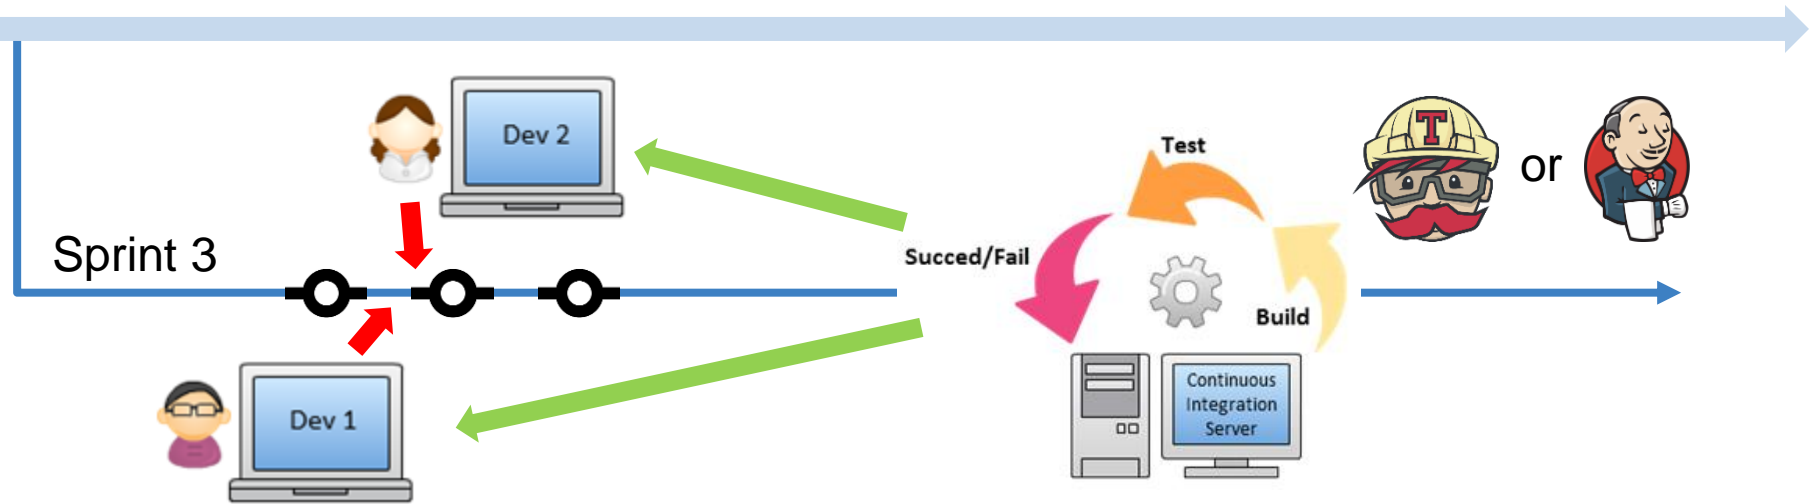 Dev 2
Test
T
or
Sprint 3
Succed/Fail
Build
Continuous
Integration
Server
Dev 1